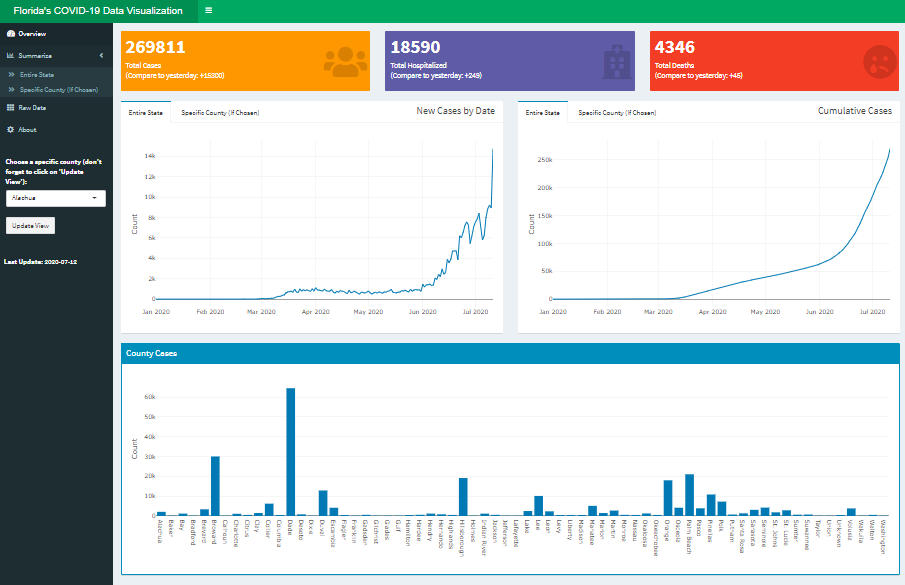 Florida's COVID-19 Data Visualization
Overview
Summarize
Entire State
Specific County (If Chosen)
Raw Data
About
Choose a specific county (don't
forget to click on 'Update
View'):
Alachua
Update View
Last Update: 2020-07-12
269811
Total Cases
(Compare to yesterday: +15300)
18590
Total Hospitalized
(Compare to yesterday: +249)
4346
Total Deaths
(Compare to yesterday: +45)
Entire State
Specific County (If Chosen)
New Cases by Date
14k
12k
10k
8k
6k
4k
2k
0
Count
Jan 2020
Feb 2020
Mar 2020
Apr 2020
May 2020
Jun 2020
Jul 2020
Entire State
Specific County (If Chosen)
Cumulative Cases
250k
200k
150k
100k
50k
0
Count
Jan 2020
Feb 2020
Mar 2020
Apr 2020
May 2020
Jun 2020
Jul 2020
County Cases
60k
50k
40k
30k
20k
10k
0
Count
Alachua
Baker
Bay
Bradford
Brevard
Broward
Calhoun
Charlotte
Citrus
Clay
Collier
Columbia
Dade
Desoto
Dixie
Duval
Escambia
Flagler
Franklin
Gadsden
Gilchrist
Glades
Gulf
Hamilton
Hardee
Hendry
Hernando
Highlands
Hillsborough
Holmes
Indian River
Jackson
Jefferson
Lafayette
Lake
Lee
Leon
Levy
Liberty
Madison
Manatee
Marion
Martin
Monroe
Nassau
Okaloosa
Okeechobee
Orange
Osceola
Palm Beach
Pasco
Pinellas
Polk
Putnam
Santa Rosa
Sarasota
Seminole
St. Johns
St. Lucie
Sumter
Suwannee
Taylor
Union
Unknown
Volusia
Wakulla
Walton
Washington